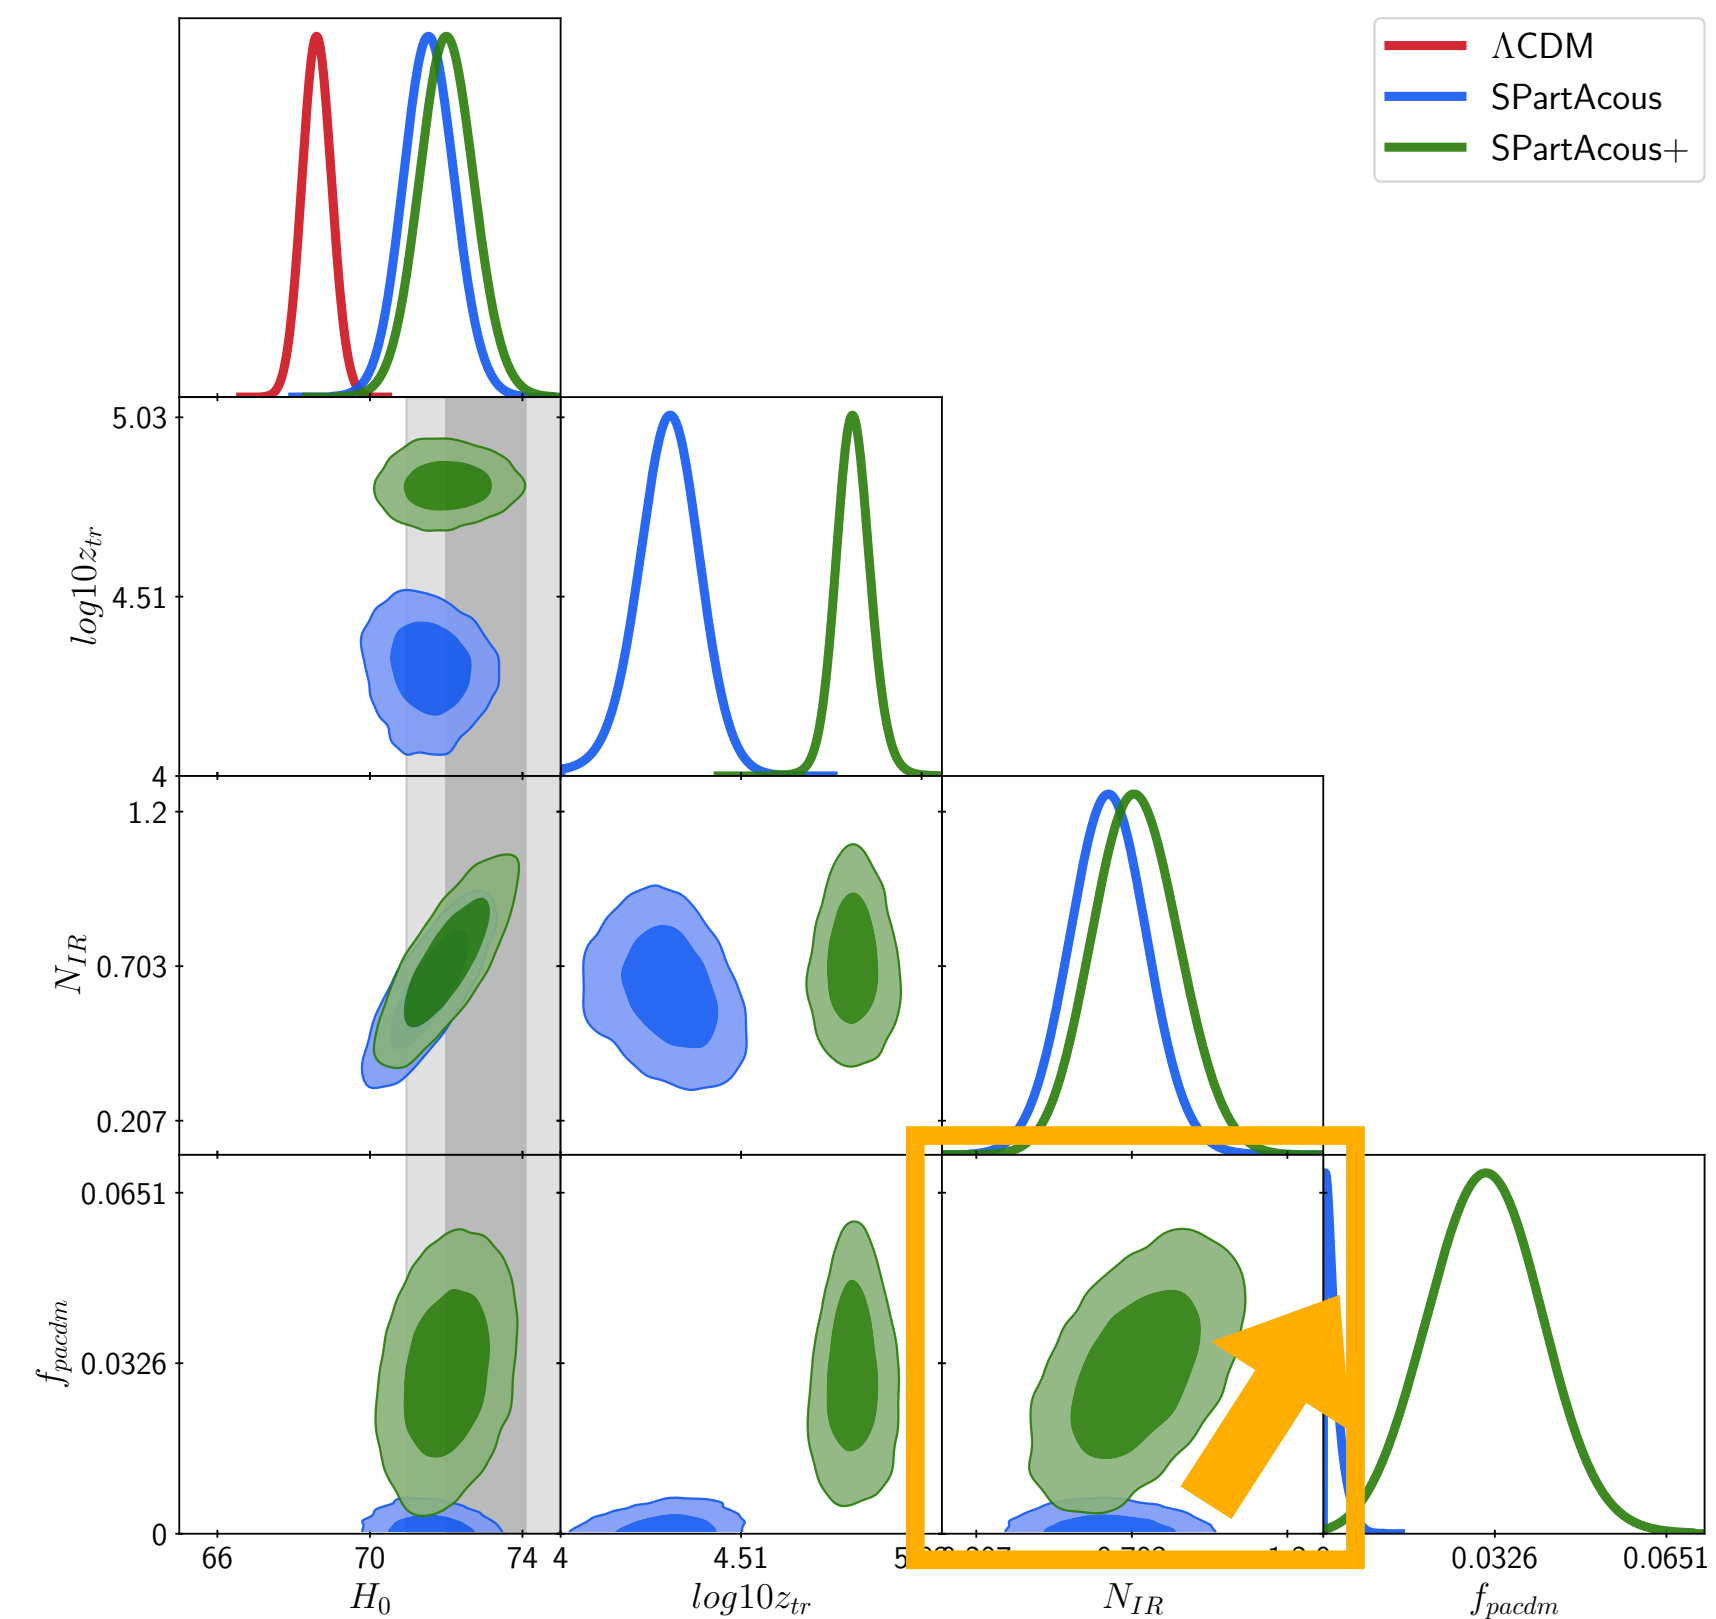 ΛCDM
SPartAcous
SPartAcous+
5.03
4.51
4
log10z_tr
1.2
0.703
0.207
N_IR
0.0651
0.0326
0
f_pacdm
66 70 74 4 4.51 0.0326 0.0651
H_0 log10z_tr N_IR f_pacdm